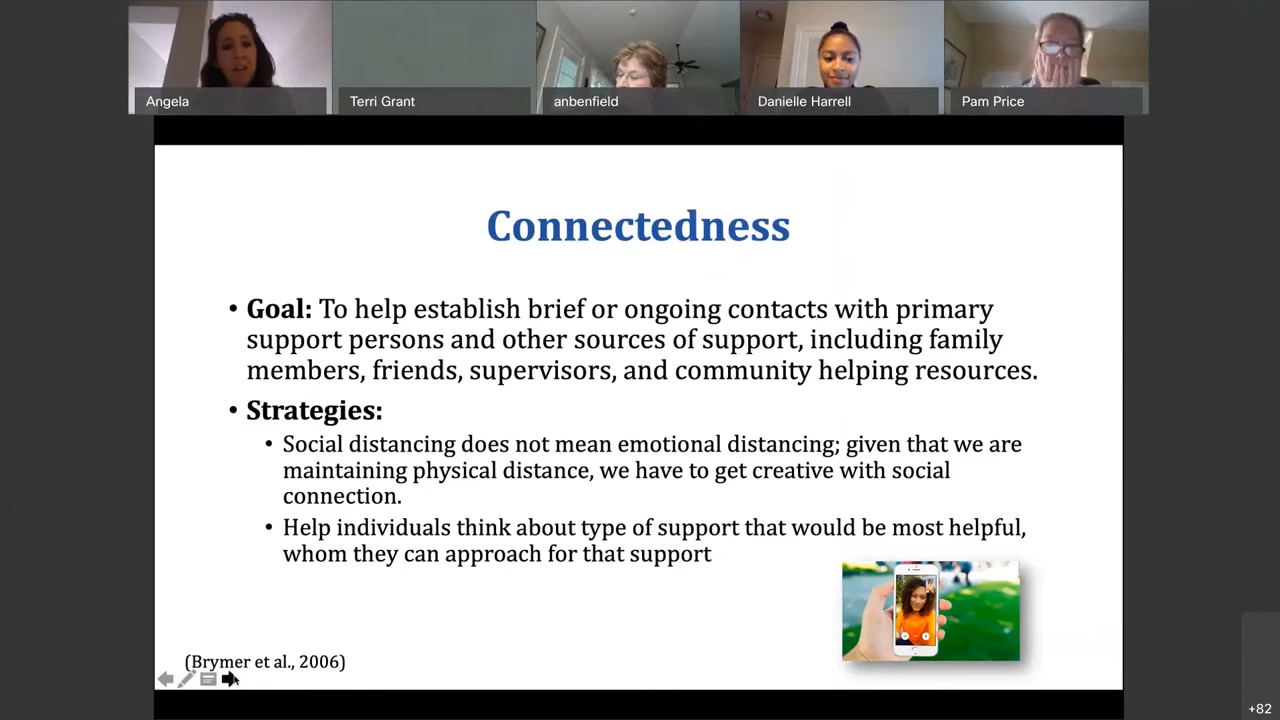 Angela
Terri Grant
anbenfield
Danielle Harrell
Pam Price
Connectedness
• Goal: To help establish brief or ongoing contacts with primary
support persons and other sources of support, including family
members, friends, supervisors, and community helping resources.
• Strategies:
• Social distancing does not mean emotional distancing; given that we are
maintaining physical distance, we have to get creative with social
connection.
• Help individuals think about type of support that would be most helpful,
whom they can approach for that support
(Brymer et al., 2006)
+82